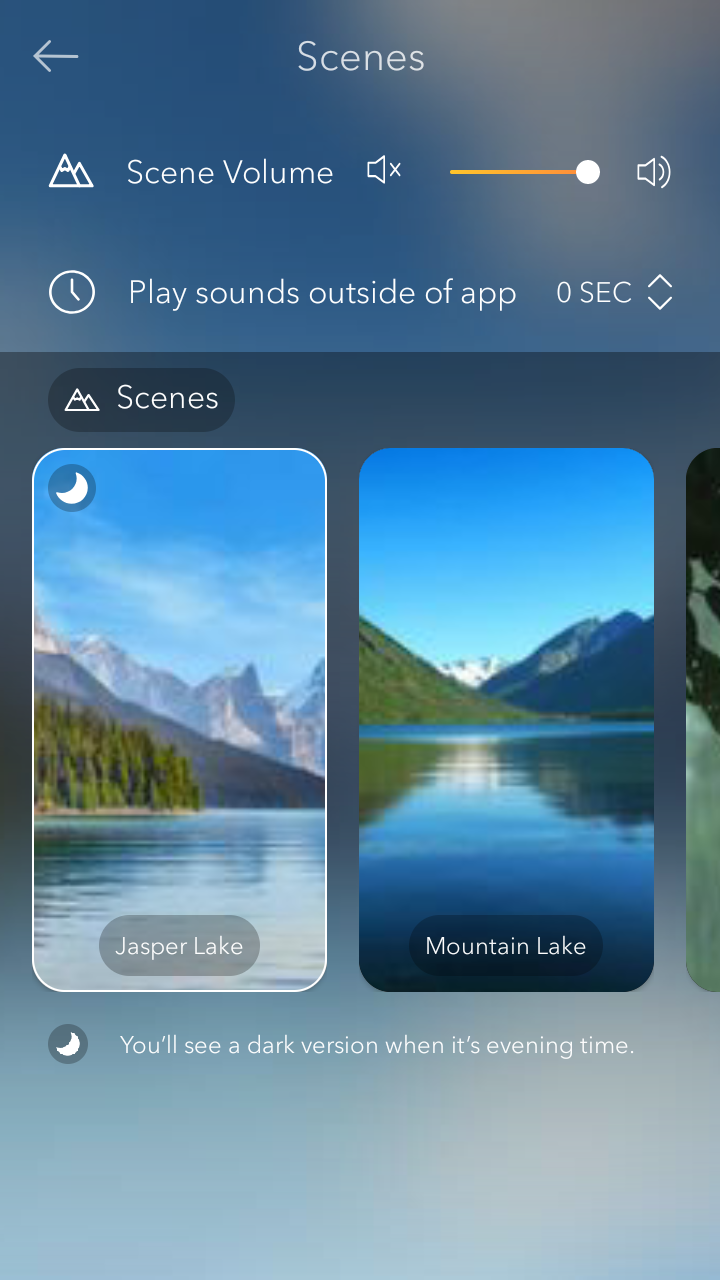 Scenes
Scene Volume
Play sounds outside of app 0 SEC
Scenes
Jasper Lake
Mountain Lake
You'll see a dark version when it's evening time.